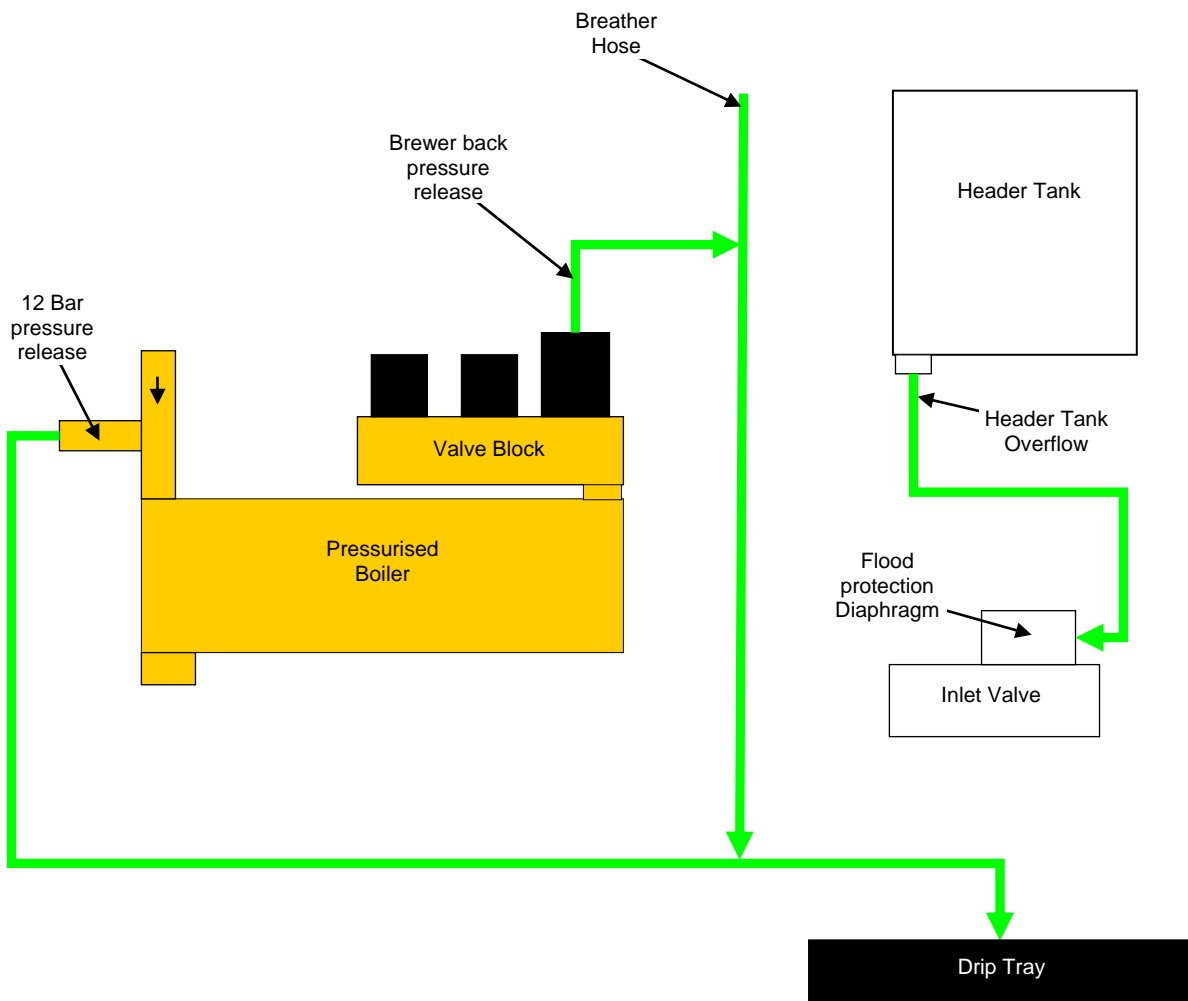 Breather
Hose
Brewer back
pressure
release
Header Tank
12 Bar
pressure
release
Header Tank
Overflow
Valve Block
Pressurised
Boiler
Flood
protection
Diaphragm
Inlet Valve
Drip Tray